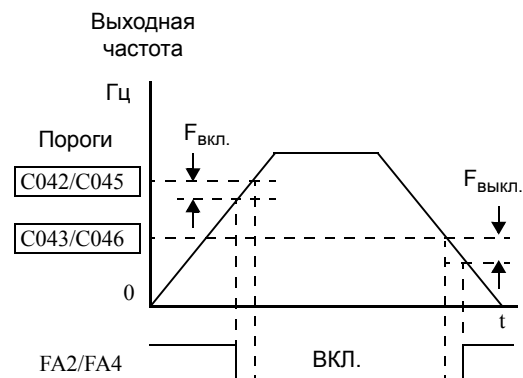 Выходная
частота
Гц
Пороги
Fвкл.
C042/C045
Fвыкл.
C043/C046
0
t
FA2/FA4
ВКЛ.